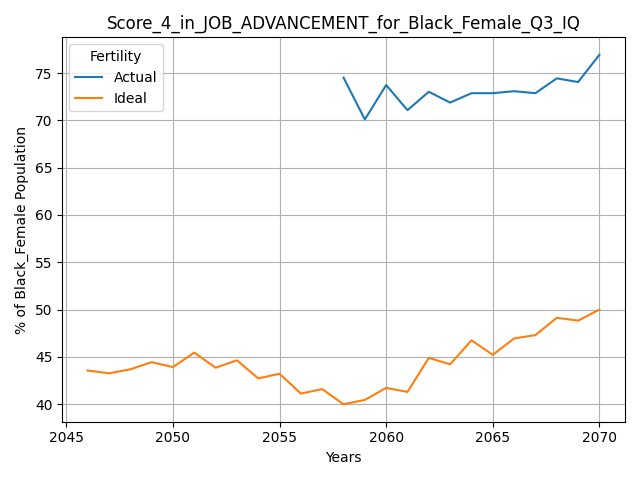 Score_4_in_JOB_ADVANCEMENT_for_Black_Female_Q3_IQ
Fertility
Actual
Ideal
% of Black_Female Population
75
70
65
60
55
50
45
40
2045 2050 2055 2060 2065 2070
Years